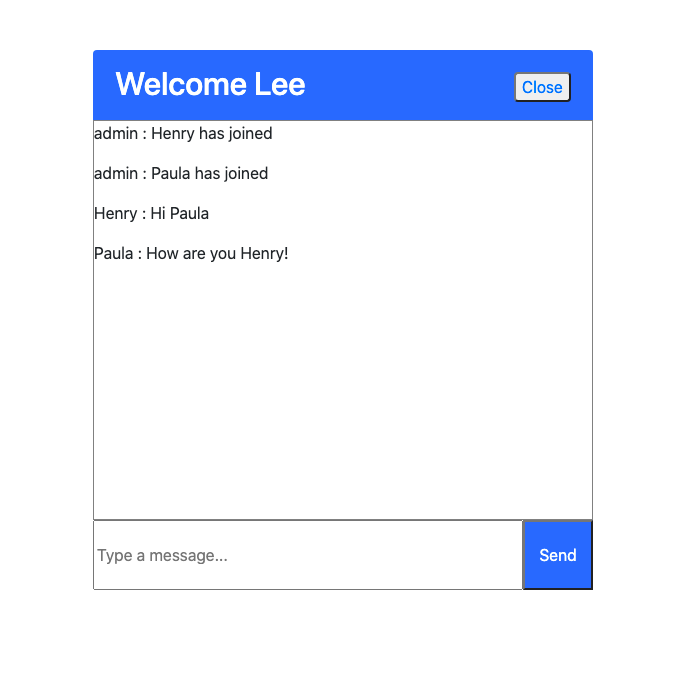 Welcome Lee
Close
admin : Henry has joined
admin : Paula has joined
Henry : Hi Paula
Paula : How are you Henry!
Type a message...
Send